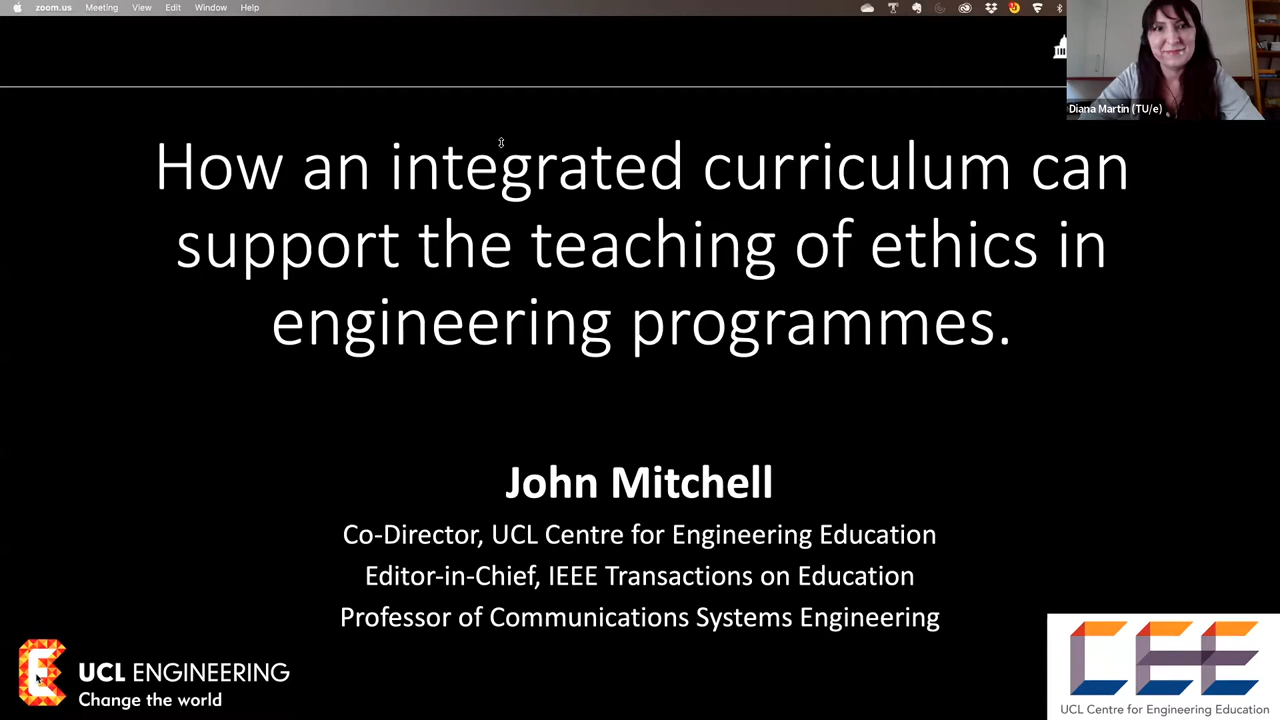 zoom.us Meeting View Edit Window Help
Diana Martin (TU/e)
How an integrated curriculum can
support the teaching of ethics in
engineering programmes.
John Mitchell
Co-Director, UCL Centre for Engineering Education
Editor-in-Chief, IEEE Transactions on Education
Professor of Communications Systems Engineering
UCL ENGINEERING
Change the world
CEE
UCL Centre for Engineering Education